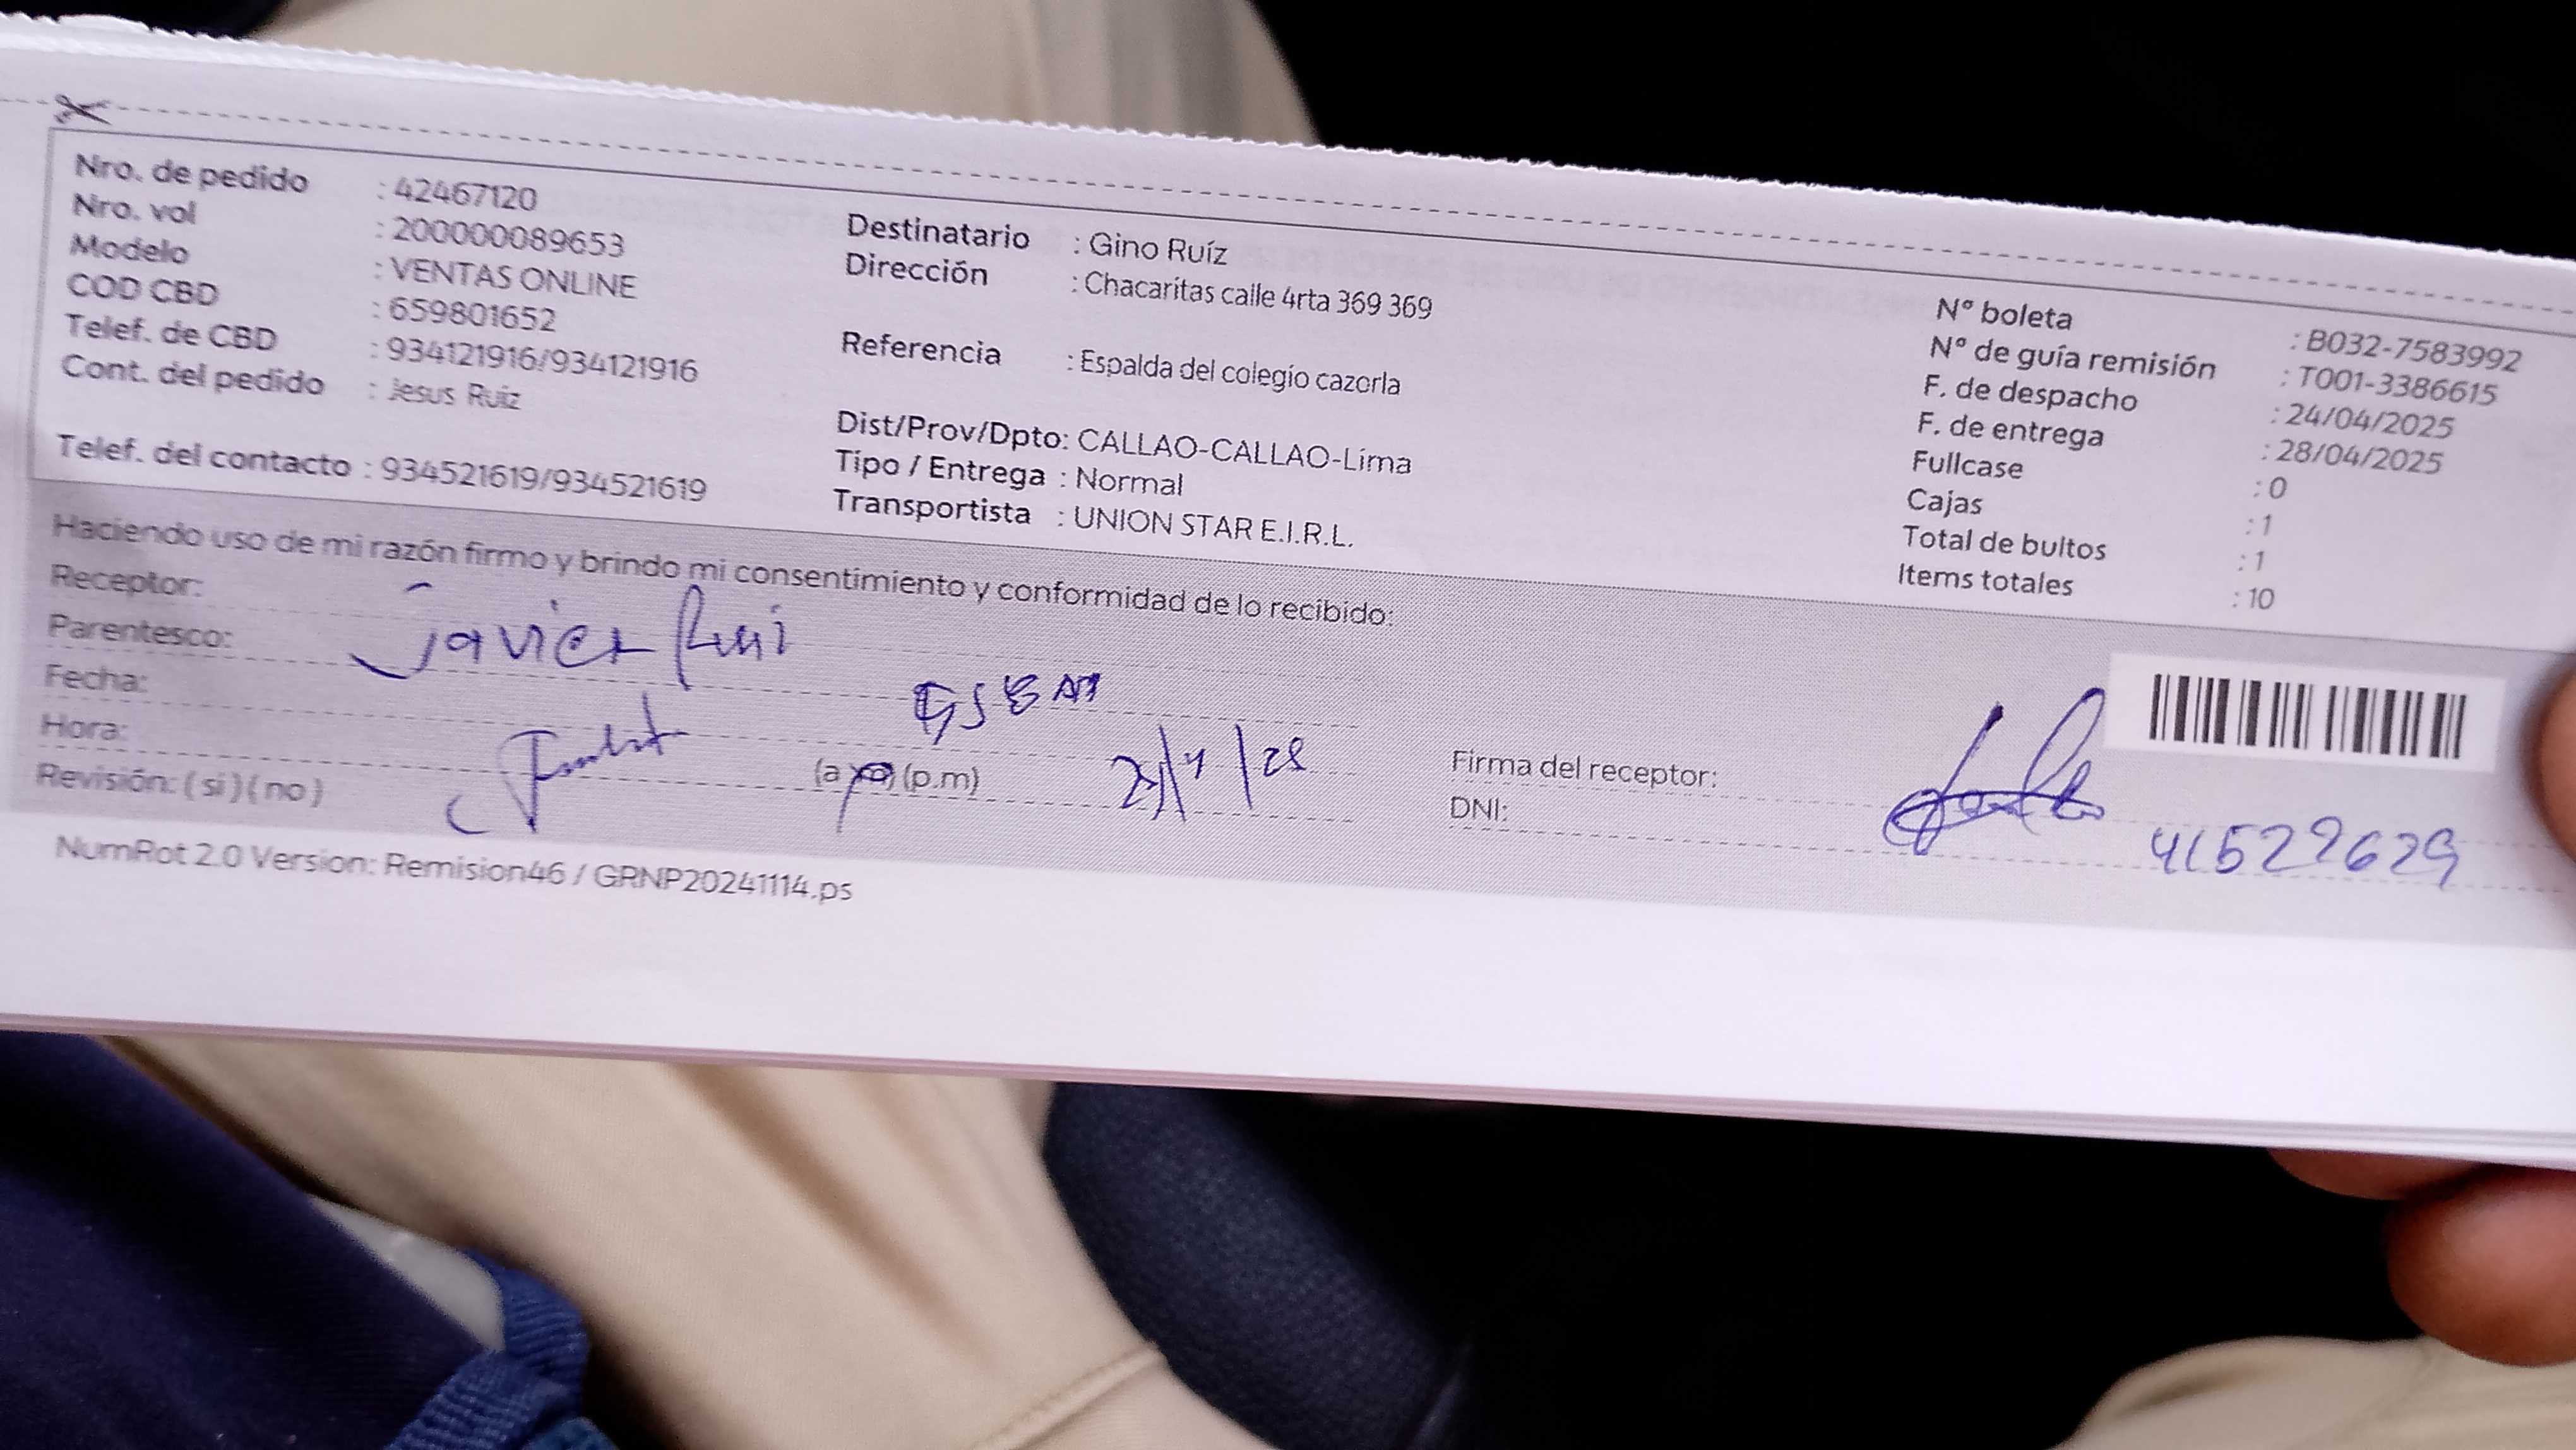 Nro. de pedido : 42467120
Nro. vol : 200000089653
Modelo : VENTAS ONLINE
COD CBD : 659801652
Telef. de CBD : 934121916/934121916
Cont. del pedido : Jesus Ruiz
Telef. del contacto : 934521619/934521619
Destinatario : Gino Ruíz
Dirección : Chacaritas calle 4rta 369 369
Referencia : Espalda del colegio cazorla
Dist/Prov/Dpto: CALLAO-CALLAO-Lima
Tipo / Entrega : Normal
Transportista : UNION STAR E.I.R.L.
N° boleta : B032-7583992
N° de guía remisión : T001-3386615
F. de despacho : 24/04/2025
F. de entrega : 28/04/2025
Fullcase : 0
Cajas : 1
Total de bultos : 1
Items totales : 10
Haciendo uso de mi razón firmo y brindo mi consentimiento y conformidad de lo recibido:
Receptor: Javier Rui
Parentesco:
Fecha:
Hora: (p.m)
Revisión: ( si ) ( no )
Firma del receptor:
DNI: 41522629
NumRot 2.0 Version: Remision46 / GRNP20241114.ps